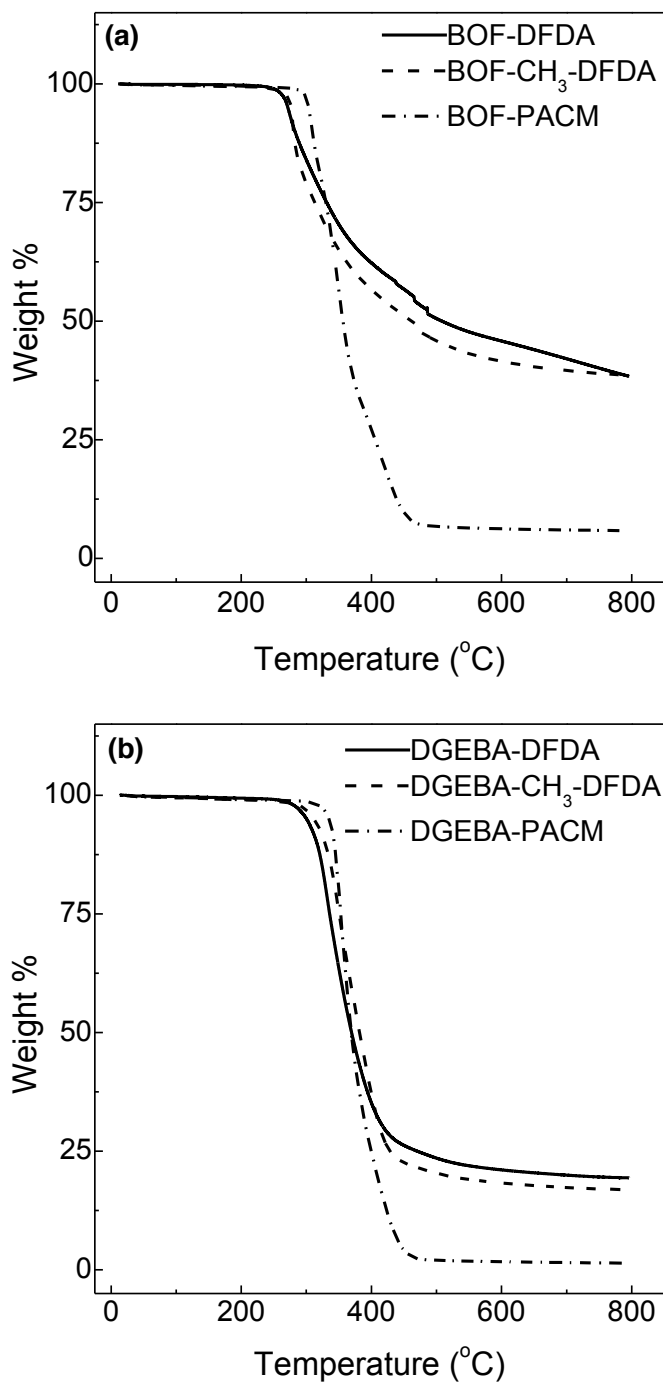 (a)
BOF-DFDA
BOF-CH₃-DFDA
BOF-PACM
100
75
50
25
0
Weight %
0 200 400 600 800
Temperature (°C)
(b)
DGEBA-DFDA
DGEBA-CH₃-DFDA
DGEBA-PACM
100
75
50
25
0
Weight %
0 200 400 600 800
Temperature (°C)